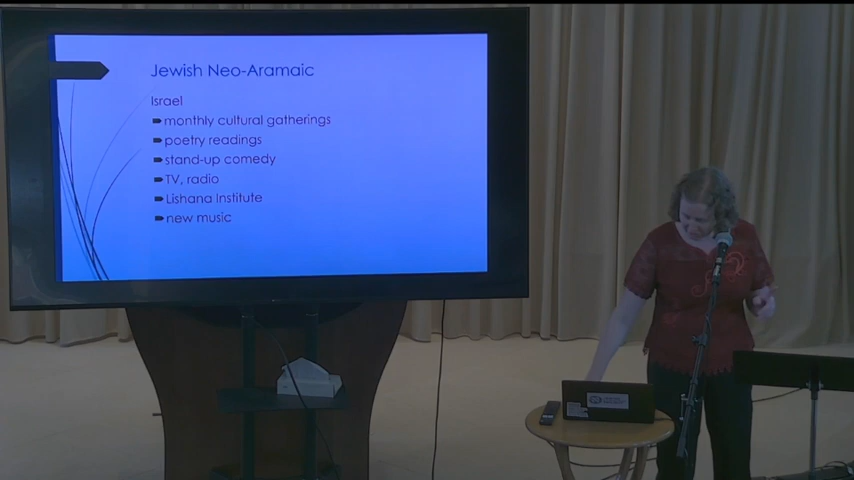 Jewish Neo-Aramaic
Israel
monthly cultural gatherings
poetry readings
stand-up comedy
TV, radio
Lishana Institute
new music